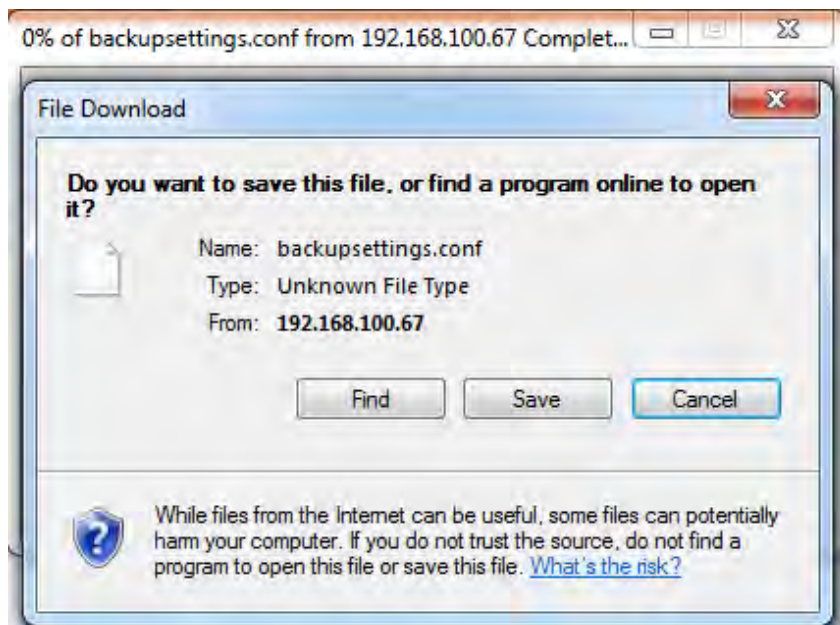 0% of backupsettings.conf from 192.168.100.67 Complet...
File Download
Do you want to save this file, or find a program online to open
it?
Name: backupsettings.conf
Type: Unknown File Type
From: 192.168.100.67
Find Save Cancel
While files from the Internet can be useful, some files can potentially
harm your computer. If you do not trust the source, do not find a
program to open this file or save this file. What's the risk?